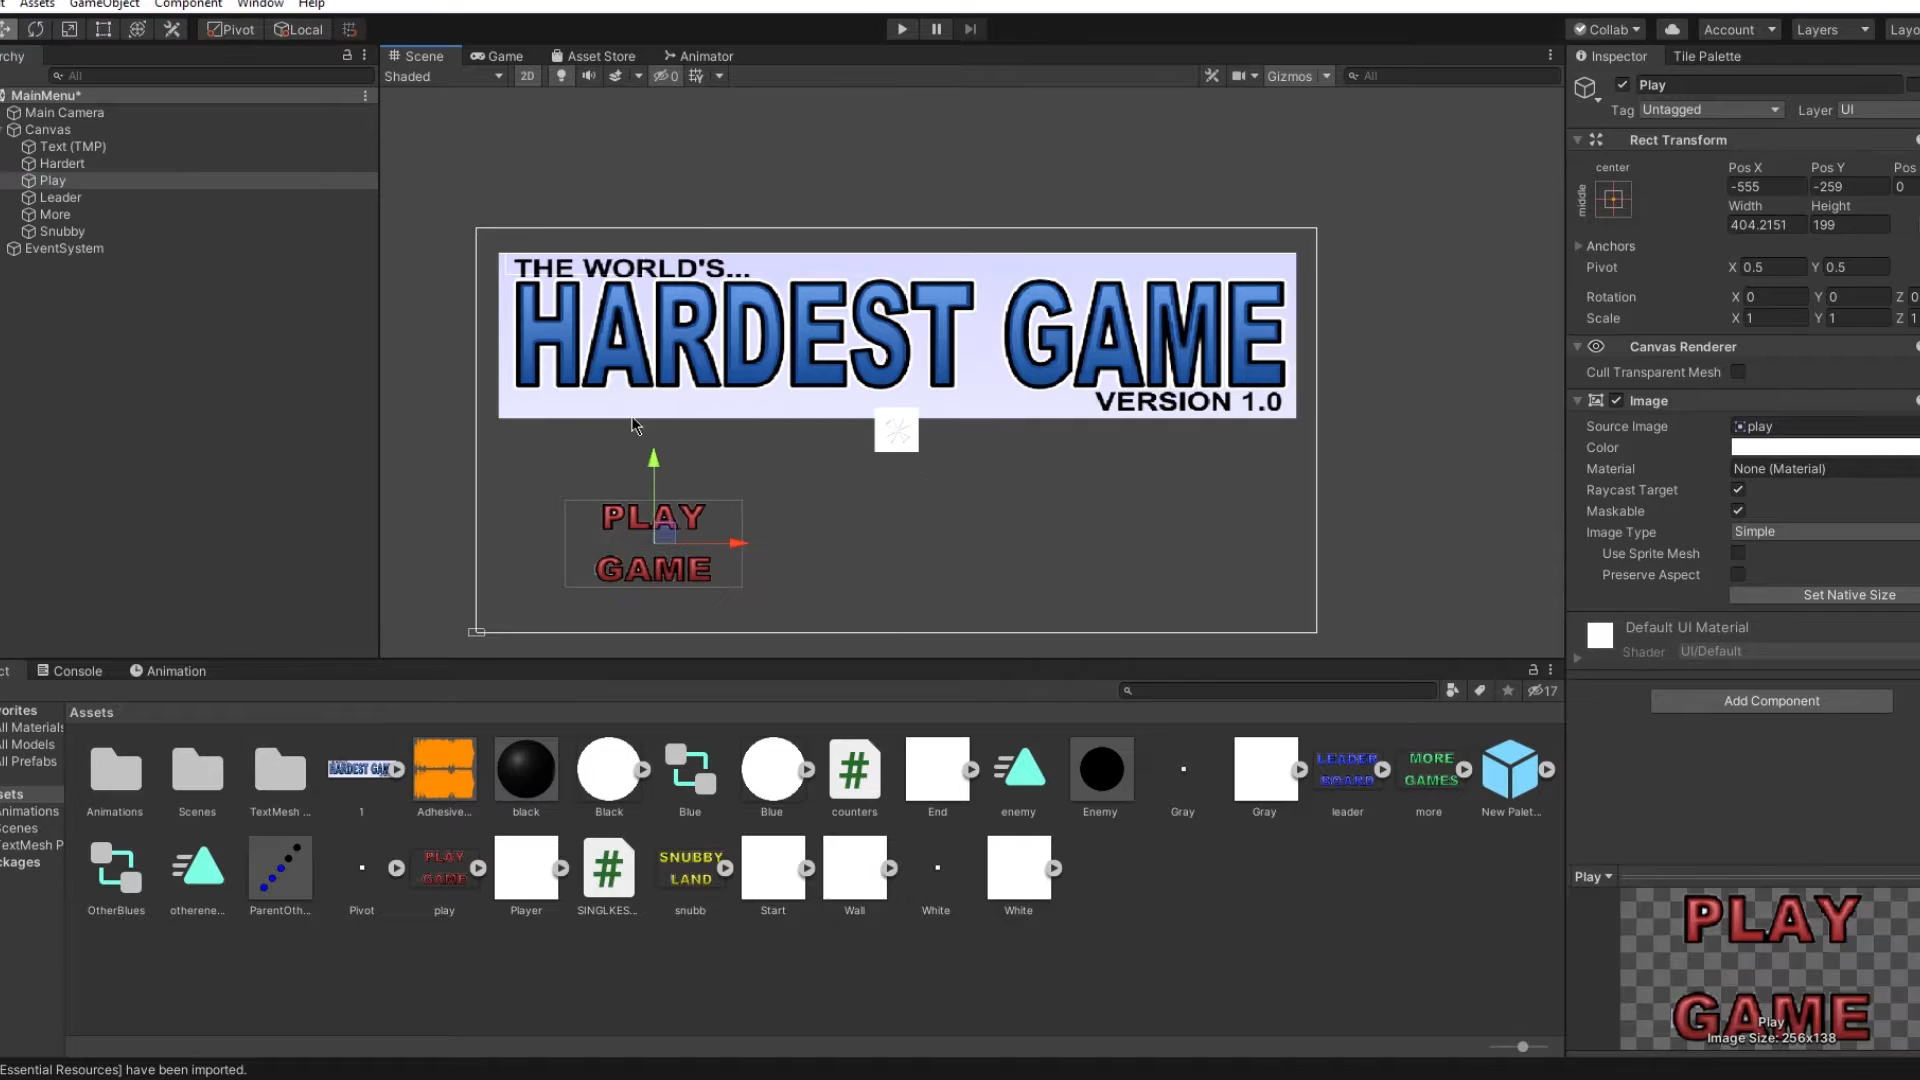 Assets GameObject Component Window Help
Pivot Local Collab Account Layers
All
MainMenu*
Main Camera
Canvas
Text (TMP)
Hardert
Play
Leader
More
Snubby
EventSystem
Scene Game Asset Store Animator
Shaded 2D 0 Gizmos All
THE WORLD'S...
HARDEST GAME
VERSION 1.0
PLAY
GAME
Inspector Tile Palette
Play
Tag Untagged Layer UI
Rect Transform
center
middle
Pos X Pos Y Pos
-555 -259 0
Width Height
404.2151 199
Anchors
Pivot X 0.5 Y 0.5
Rotation X 0 Y 0 Z 0
Scale X 1 Y 1 Z 1
Canvas Renderer
Cull Transparent Mesh
Image
Source Image play
Color
Material None (Material)
Raycast Target
Maskable
Image Type Simple
Use Sprite Mesh
Preserve Aspect
Set Native Size
Default UI Material
Shader UI/Default
Add Component
Console Animation
17
Assets
HARDEST GAM LEADER BOARD MORE GAMES
Animations Scenes TextMesh ... 1 Adhesive... black Black Blue Blue counters End enemy Enemy Gray Gray leader more New Palet...
PLAY GAME SNUBBY LAND
OtherBlues otherene... ParentOth... Pivot play Player SINGLKES... snubb Start Wall White White
Play
PLAY
GAME
Play
Image Size: 256x138
Essential Resources] have been imported.